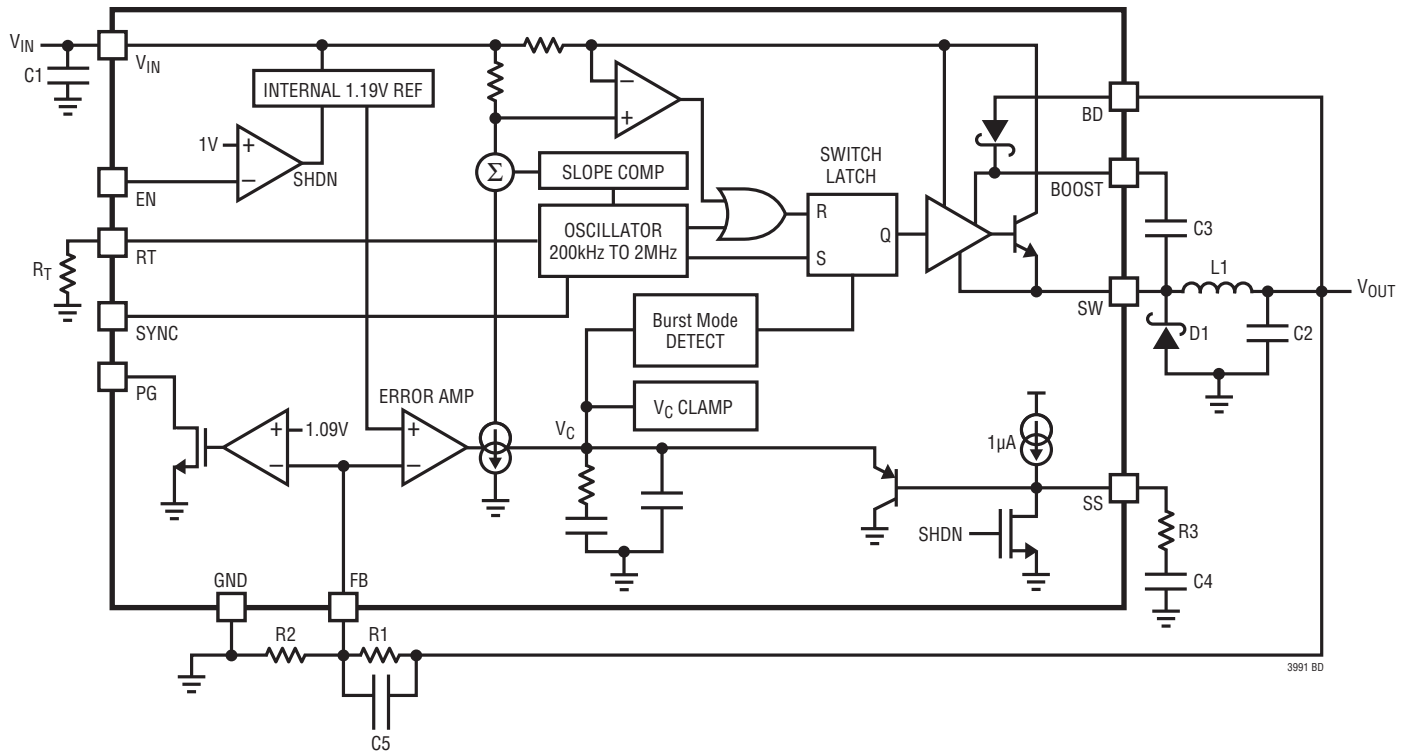 V_IN
C1
V_IN
INTERNAL 1.19V REF
1V
+
−
SHDN
EN
RT
R_T
SYNC
PG
−
+
Σ
SLOPE COMP
OSCILLATOR
200kHz TO 2MHz
SWITCH
LATCH
R
S
Q
BD
BOOST
C3
SW
L1
D1
C2
V_OUT
Burst Mode
DETECT
V_C CLAMP
ERROR AMP
+
−
V_C
+
−
1.09V
1µA
SHDN
SS
R3
C4
GND
FB
R2
R1
C5
3991 BD